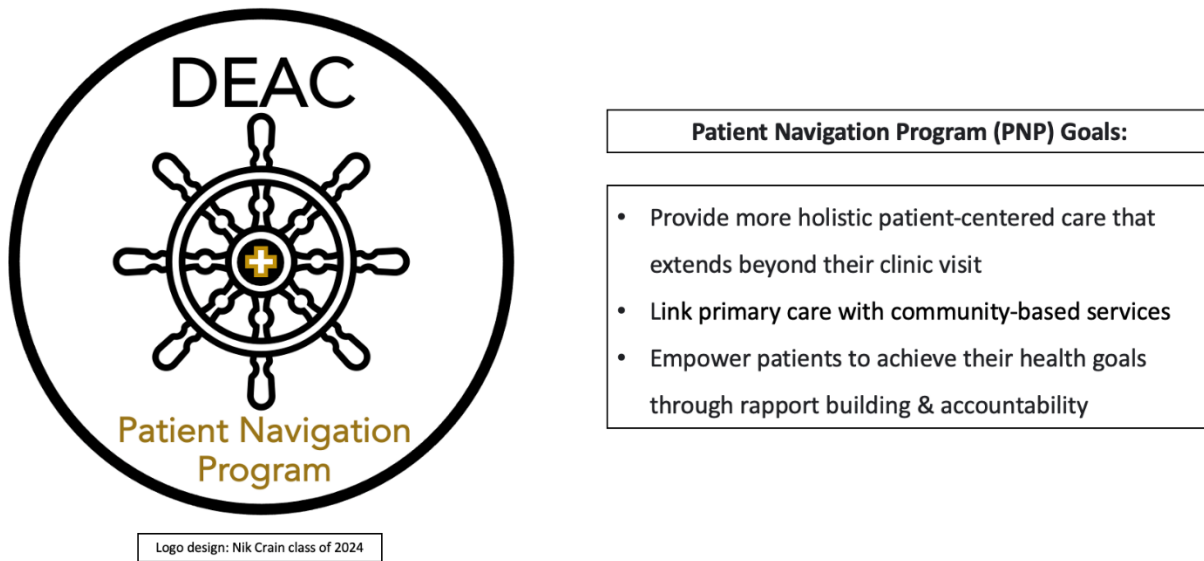 DEAC
Patient Navigation
Program
Logo design: Nik Crain class of 2024
Patient Navigation Program (PNP) Goals:
• Provide more holistic patient-centered care that
extends beyond their clinic visit
• Link primary care with community-based services
• Empower patients to achieve their health goals
through rapport building & accountability